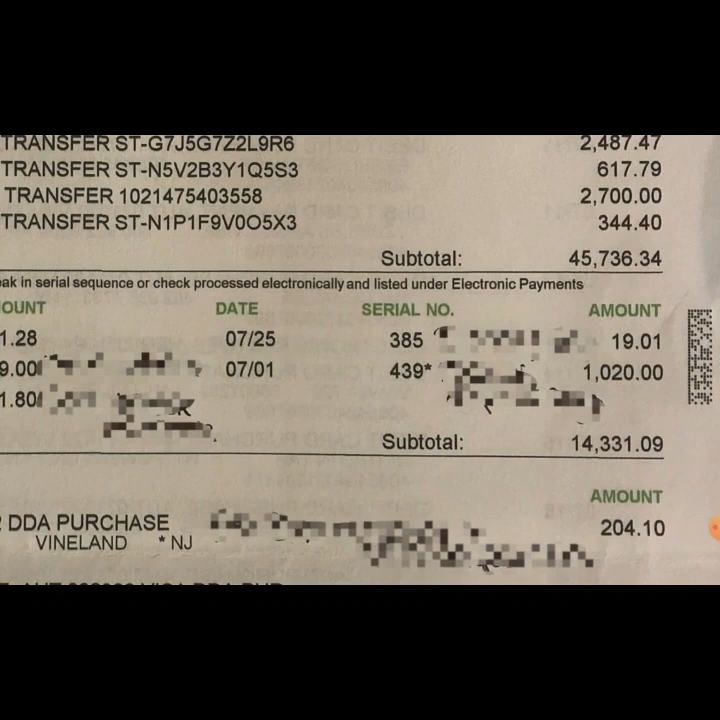 TRANSFER ST-G7J5G7Z2L9R6 2,487.47
TRANSFER ST-N5V2B3Y1Q5S3 617.79
TRANSFER 1021475403558 2,700.00
TRANSFER ST-N1P1F9V0O5X3 344.40
Subtotal: 45,736.34
eak in serial sequence or check processed electronically and listed under Electronic Payments
OUNT DATE SERIAL NO. AMOUNT
1.28 07/25 385 19.01
9.00 07/01 439* 1,020.00
1.80
Subtotal: 14,331.09
AMOUNT
DDA PURCHASE 204.10
VINELAND * NJ